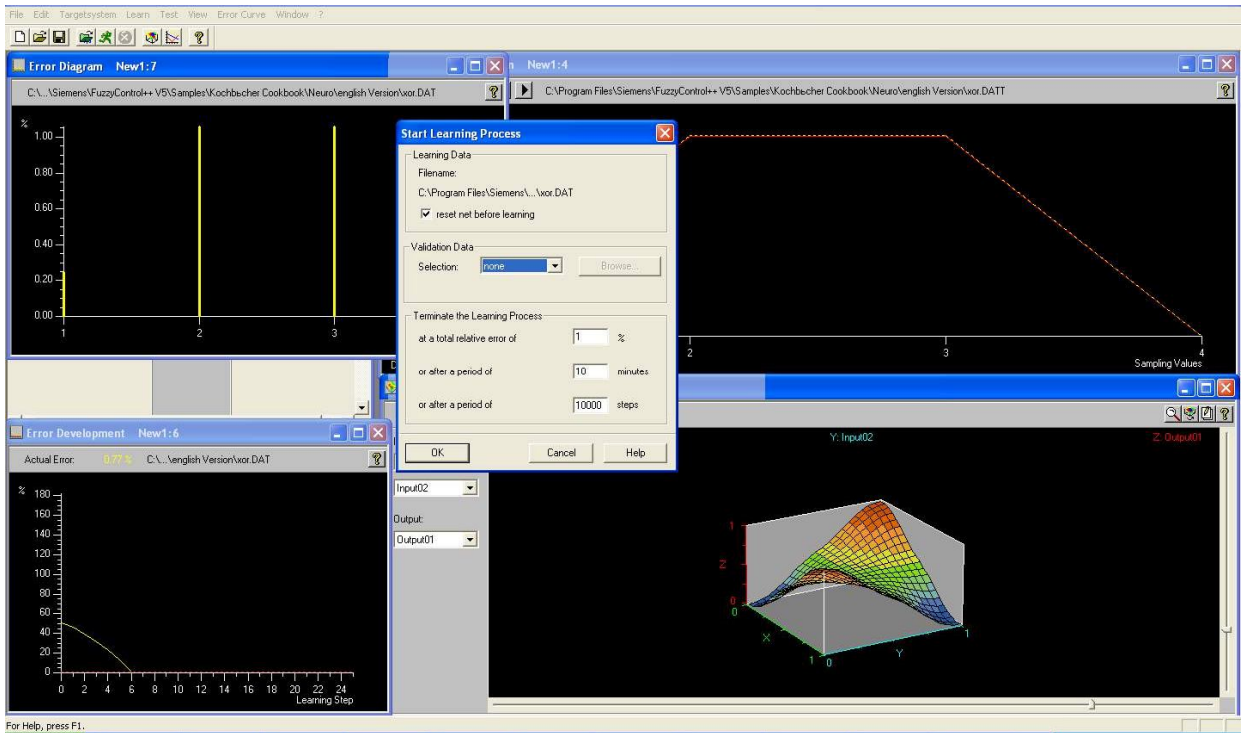 File Edit Targetsystem Learn Test View Error Curve Window ?
Error Diagram New1:7
C:\...\Siemens\FuzzyControl++ V5\Samples\Kochbьcher Cookbook\Neuro\english Version\xor.DAT
%
1.00
0.80
0.60
0.40
0.20
0.00
1 2 3
New1:4
C:\Program Files\Siemens\FuzzyControl++ V5\Samples\Kochbьcher Cookbook\Neuro\english Version\xor.DATT
2 3 4
Sampling Values
Start Learning Process
Learning Data
Filename:
C:\Program Files\Siemens\...\xor.DAT
reset net before learning
Validation Data
Selection: none Browse...
Terminate the Learning Process
at a total relative error of 1 %
or after a period of 10 minutes
or after a period of 10000 steps
OK Cancel Help
Error Development New1:6
Actual Error: 0.77 % C:\...\english Version\xor.DAT
%
180
160
140
120
100
80
60
40
20
0
0 2 4 6 8 10 12 14 16 18 20 22 24
Learning Step
Input02
Output:
Output01
Y: Input02 Z: Output01
1
Z
0
0
X
1
0
Y
1
For Help, press F1.